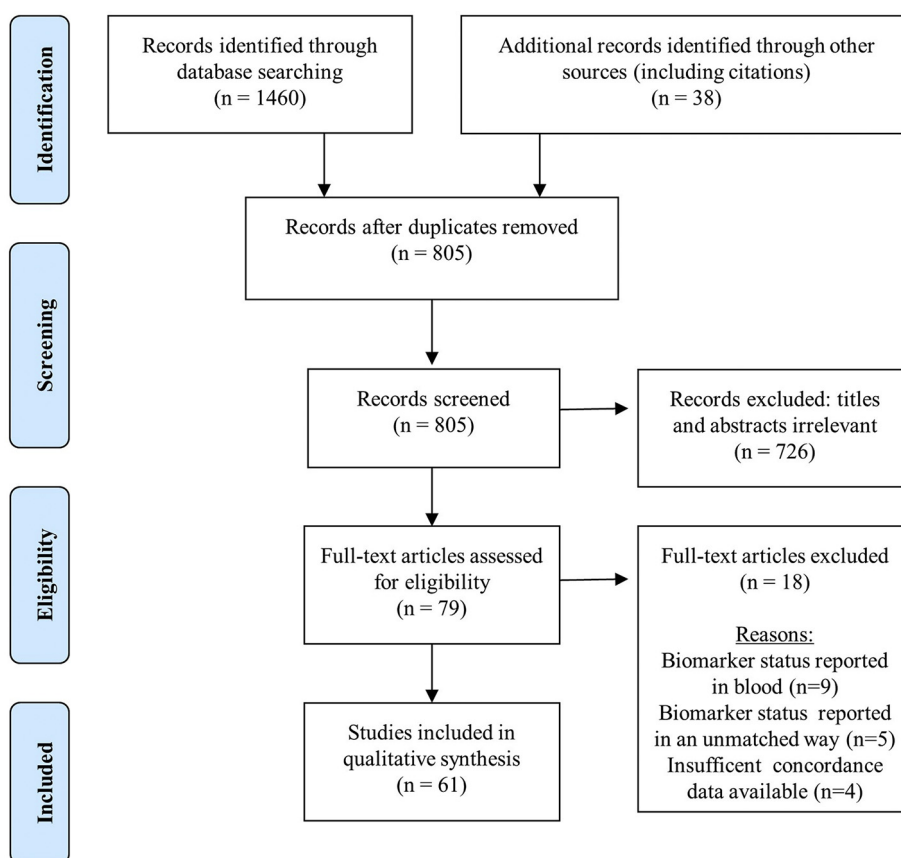 Identification
Records identified through
database searching
(n = 1460)
Additional records identified through other
sources (including citations)
(n = 38)
Records after duplicates removed
(n = 805)
Screening
Records screened
(n = 805)
Records excluded: titles
and abstracts irrelevant
(n = 726)
Eligibility
Full-text articles assessed
for eligibility
(n = 79)
Full-text articles excluded
(n = 18)
Reasons:
Biomarker status reported
in blood (n=9)
Biomarker status reported
in an unmatched way (n=5)
Insufficent concordance
data available (n=4)
Included
Studies included in
qualitative synthesis
(n = 61)